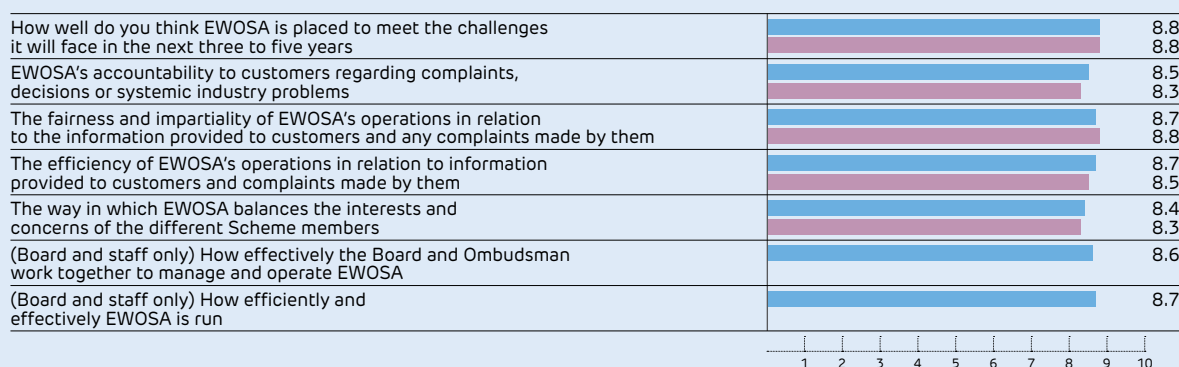 How well do you think EWOSA is placed to meet the challenges
it will face in the next three to five years
8.8
8.8
EWOSA's accountability to customers regarding complaints,
decisions or systemic industry problems
8.5
8.3
The fairness and impartiality of EWOSA's operations in relation
to the information provided to customers and any complaints made by them
8.7
8.8
The efficiency of EWOSA's operations in relation to information
provided to customers and complaints made by them
8.7
8.5
The way in which EWOSA balances the interests and
concerns of the different Scheme members
8.4
8.3
(Board and staff only) How effectively the Board and Ombudsman
work together to manage and operate EWOSA
8.6
(Board and staff only) How efficiently and
effectively EWOSA is run
8.7
1 2 3 4 5 6 7 8 9 10